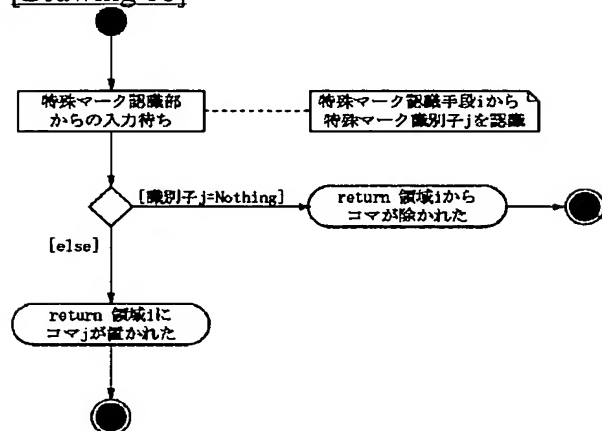 特殊マーク認識部
からの入力待ち
特殊マーク認識手段iから
特殊マーク識別子jを認識
[識別子j=Nothing]
return 領域iから
コマが除かれた
[else]
return 領域iに
コマjが置かれた